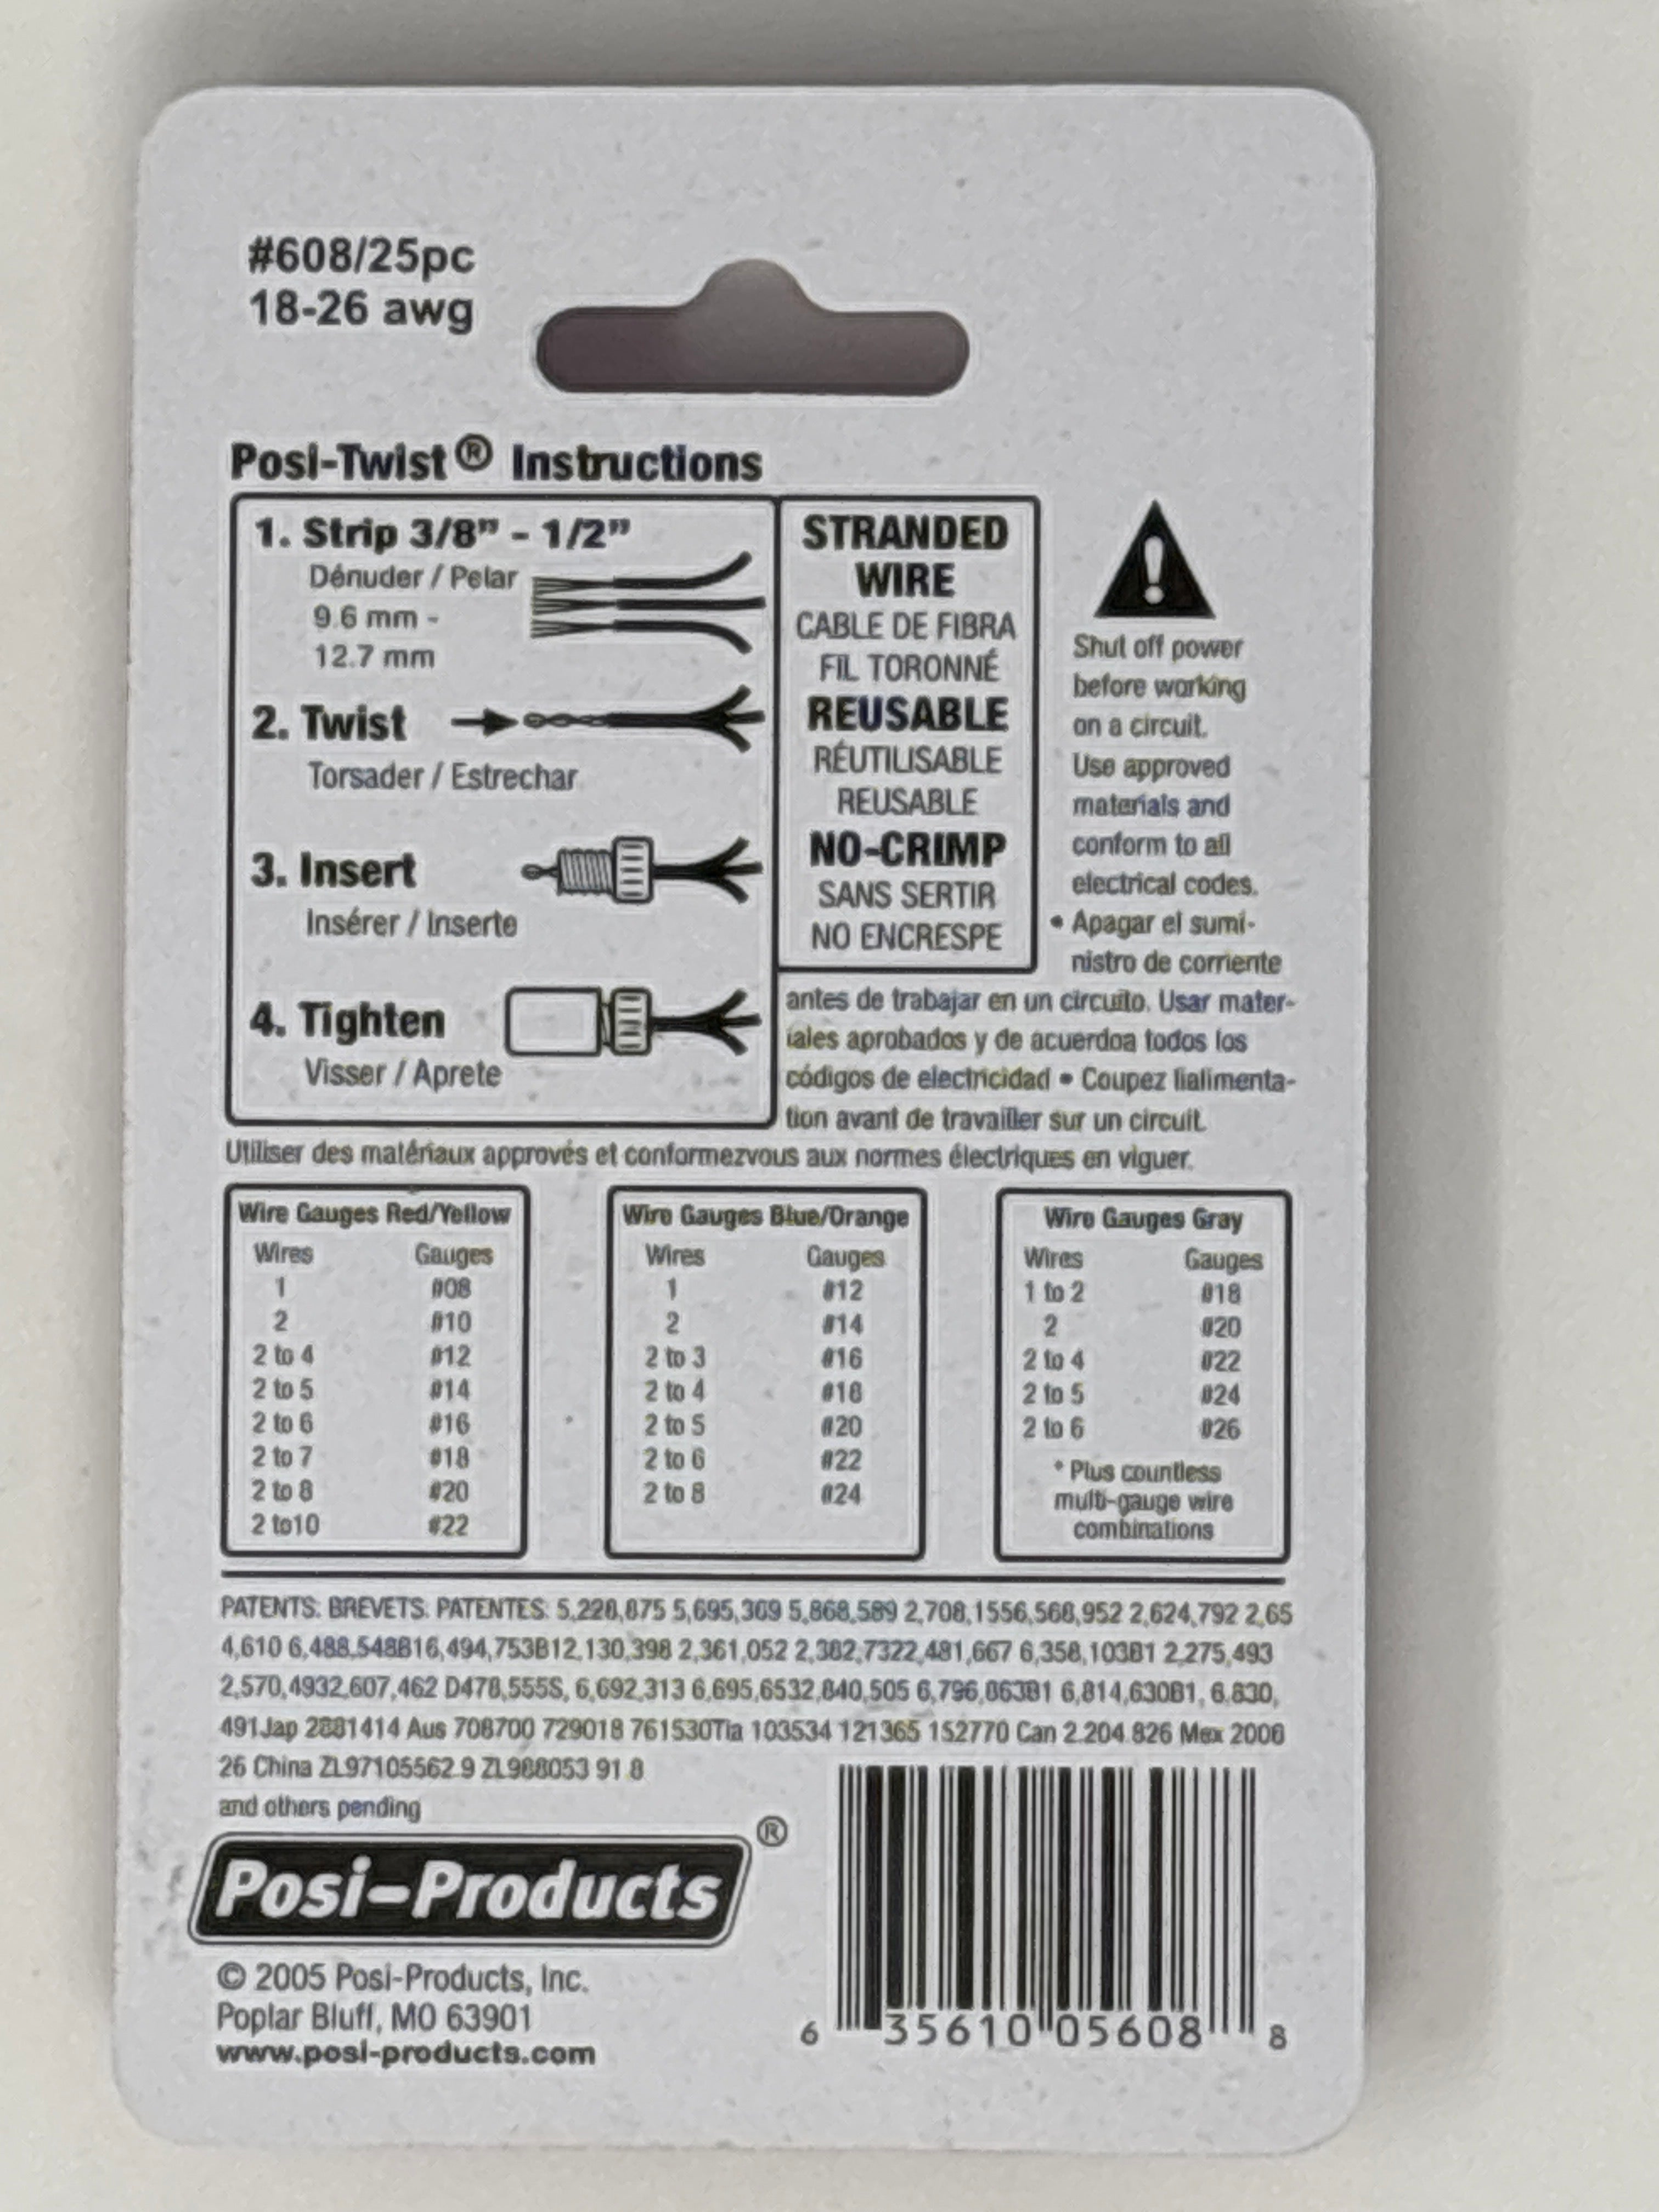 #608/25pc
18-26 awg
Posi-Twist® Instructions
1. Strip 3/8” - 1/2”
Dénuder / Pelar
9.6 mm -
12.7 mm
2. Twist
Torsader / Estrechar
3. Insert
Insérer / Inserte
4. Tighten
Visser / Aprete
STRANDED
WIRE
CABLE DE FIBRA
FIL TORONNÉ
REUSABLE
RÉUTILISABLE
REUSABLE
NO-CRIMP
SANS SERTIR
NO ENCRESPE
Shut off power
before working
on a circuit.
Use approved
materials and
conform to all
electrical codes.
• Apagar el sumi-
nistro de corriente
antes de trabajar en un circuito. Usar mater-
iales aprobados y de acuerdoa todos los
códigos de electricidad • Coupez lialimenta-
tion avant de travailler sur un circuit.
Utiliser des matériaux approvés et conformezvous aux normes électriques en viguer.
Wire Gauges Red/Yellow
Wires Gauges
1 #08
2 #10
2 to 4 #12
2 to 5 #14
2 to 6 #16
2 to 7 #18
2 to 8 #20
2 to10 #22
Wire Gauges Blue/Orange
Wires Gauges
1 #12
2 #14
2 to 3 #16
2 to 4 #18
2 to 5 #20
2 to 6 #22
2 to 8 #24
Wire Gauges Gray
Wires Gauges
1 to 2 #18
2 #20
2 to 4 #22
2 to 5 #24
2 to 6 #26
* Plus countless
multi-gauge wire
combinations
PATENTS. BREVETS. PATENTES. 5,228,875 5,695,369 5,868,589 2,708,1556,568,952 2,624,792 2,65
4,610 6,488,548B16,494,753B12,130,398 2,361,052 2,382,7322,481,667 6,358,103B1 2,275,493
2,570,4932,607,462 D478,555S, 6,692,313 6,695,6532,840,505 6,796,863B1 6,814,630B1, 6,830,
491Jap 2881414 Aus 708700 729018 761530Tia 103534 121365 152770 Can 2.204.826 Mex 2006
26 China ZL97105562.9 ZL988053 91 8
and others pending
Posi-Products®
© 2005 Posi-Products, Inc.
Poplar Bluff, MO 63901
www.posi-products.com
6 35610 05608 8